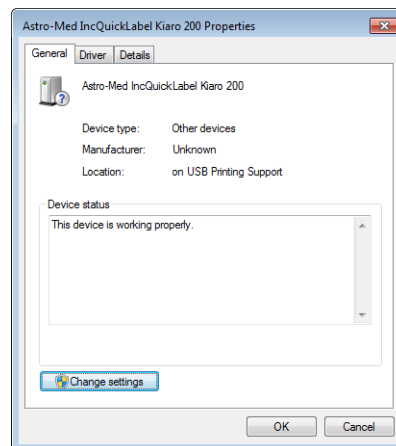 Astro-Med IncQuickLabel Kiaro 200 Properties
General Driver Details
Astro-Med IncQuickLabel Kiaro 200
Device type: Other devices
Manufacturer: Unknown
Location: on USB Printing Support
Device status
This device is working properly.
Change settings
OK Cancel